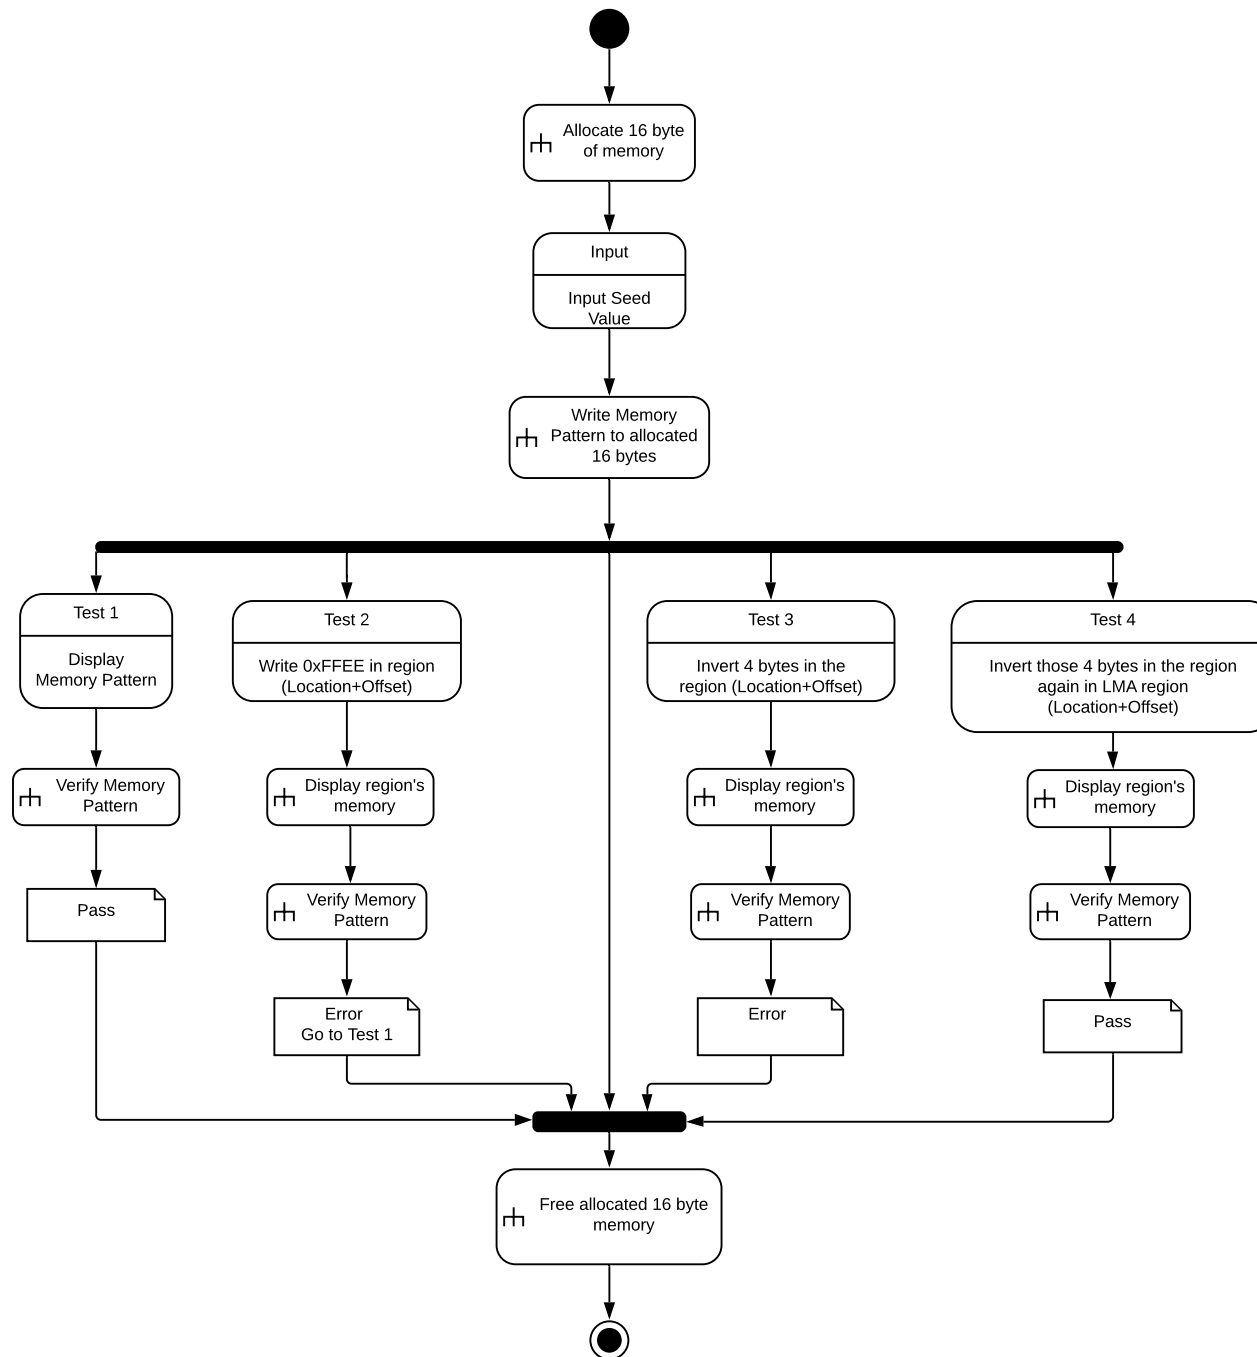 Allocate 16 byte
of memory
Input
Input Seed
Value
Write Memory
Pattern to allocated
16 bytes
Test 1
Display
Memory Pattern
Verify Memory
Pattern
Pass
Test 2
Write 0xFFEE in region
(Location+Offset)
Display region's
memory
Verify Memory
Pattern
Error
Go to Test 1
Test 3
Invert 4 bytes in the
region (Location+Offset)
Display region's
memory
Verify Memory
Pattern
Error
Test 4
Invert those 4 bytes in the region
again in LMA region
(Location+Offset)
Display region's
memory
Verify Memory
Pattern
Pass
Free allocated 16 byte
memory